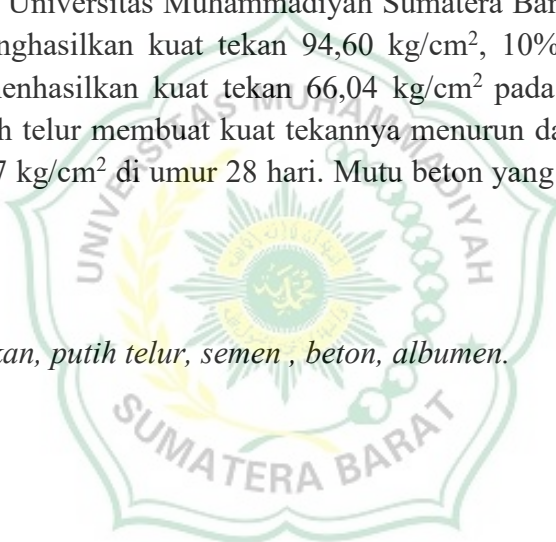 Universitas Muhammadiyah Sumatera Bar
nghasilkan kuat tekan 94,60 kg/cm², 10%
enhasilkan kuat tekan 66,04 kg/cm² pada
h telur membuat kuat tekannya menurun da
7 kg/cm² di umur 28 hari. Mutu beton yang
kan, putih telur, semen , beton, albumen.
UNIVERSITAS MUHAMMADIYAH
SUMATERA BARAT